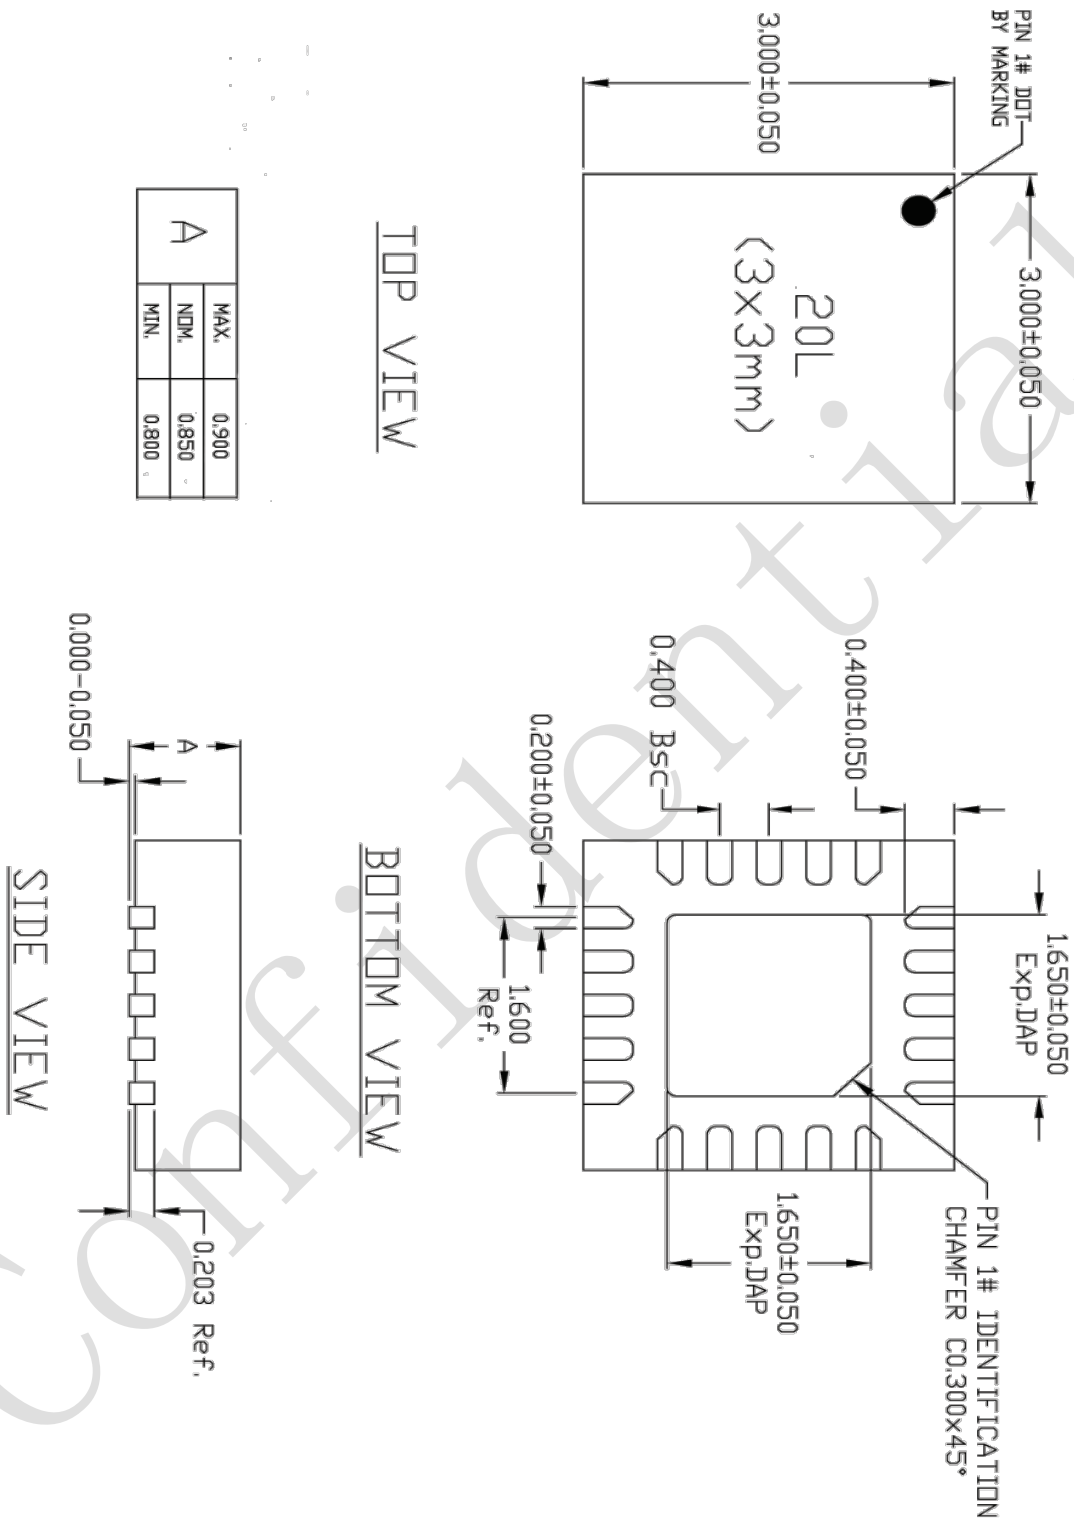 PIN 1# DOT
BY MARKING
3.000±0.050
3.000±0.050
20L
(3x3mm)
TOP VIEW
0.400±0.050
0.400 Bsc
0.200±0.050
1.600
Ref.
1.650±0.050
Exp.DAP
1.650±0.050
Exp.DAP
PIN 1# IDENTIFICATION
CHAMFER C0.300x45°
BOTTOM VIEW
A
MAX. 0.900
NOM. 0.850
MIN. 0.800
0.000-0.050
A
0.203 Ref.
SIDE VIEW
Confidential